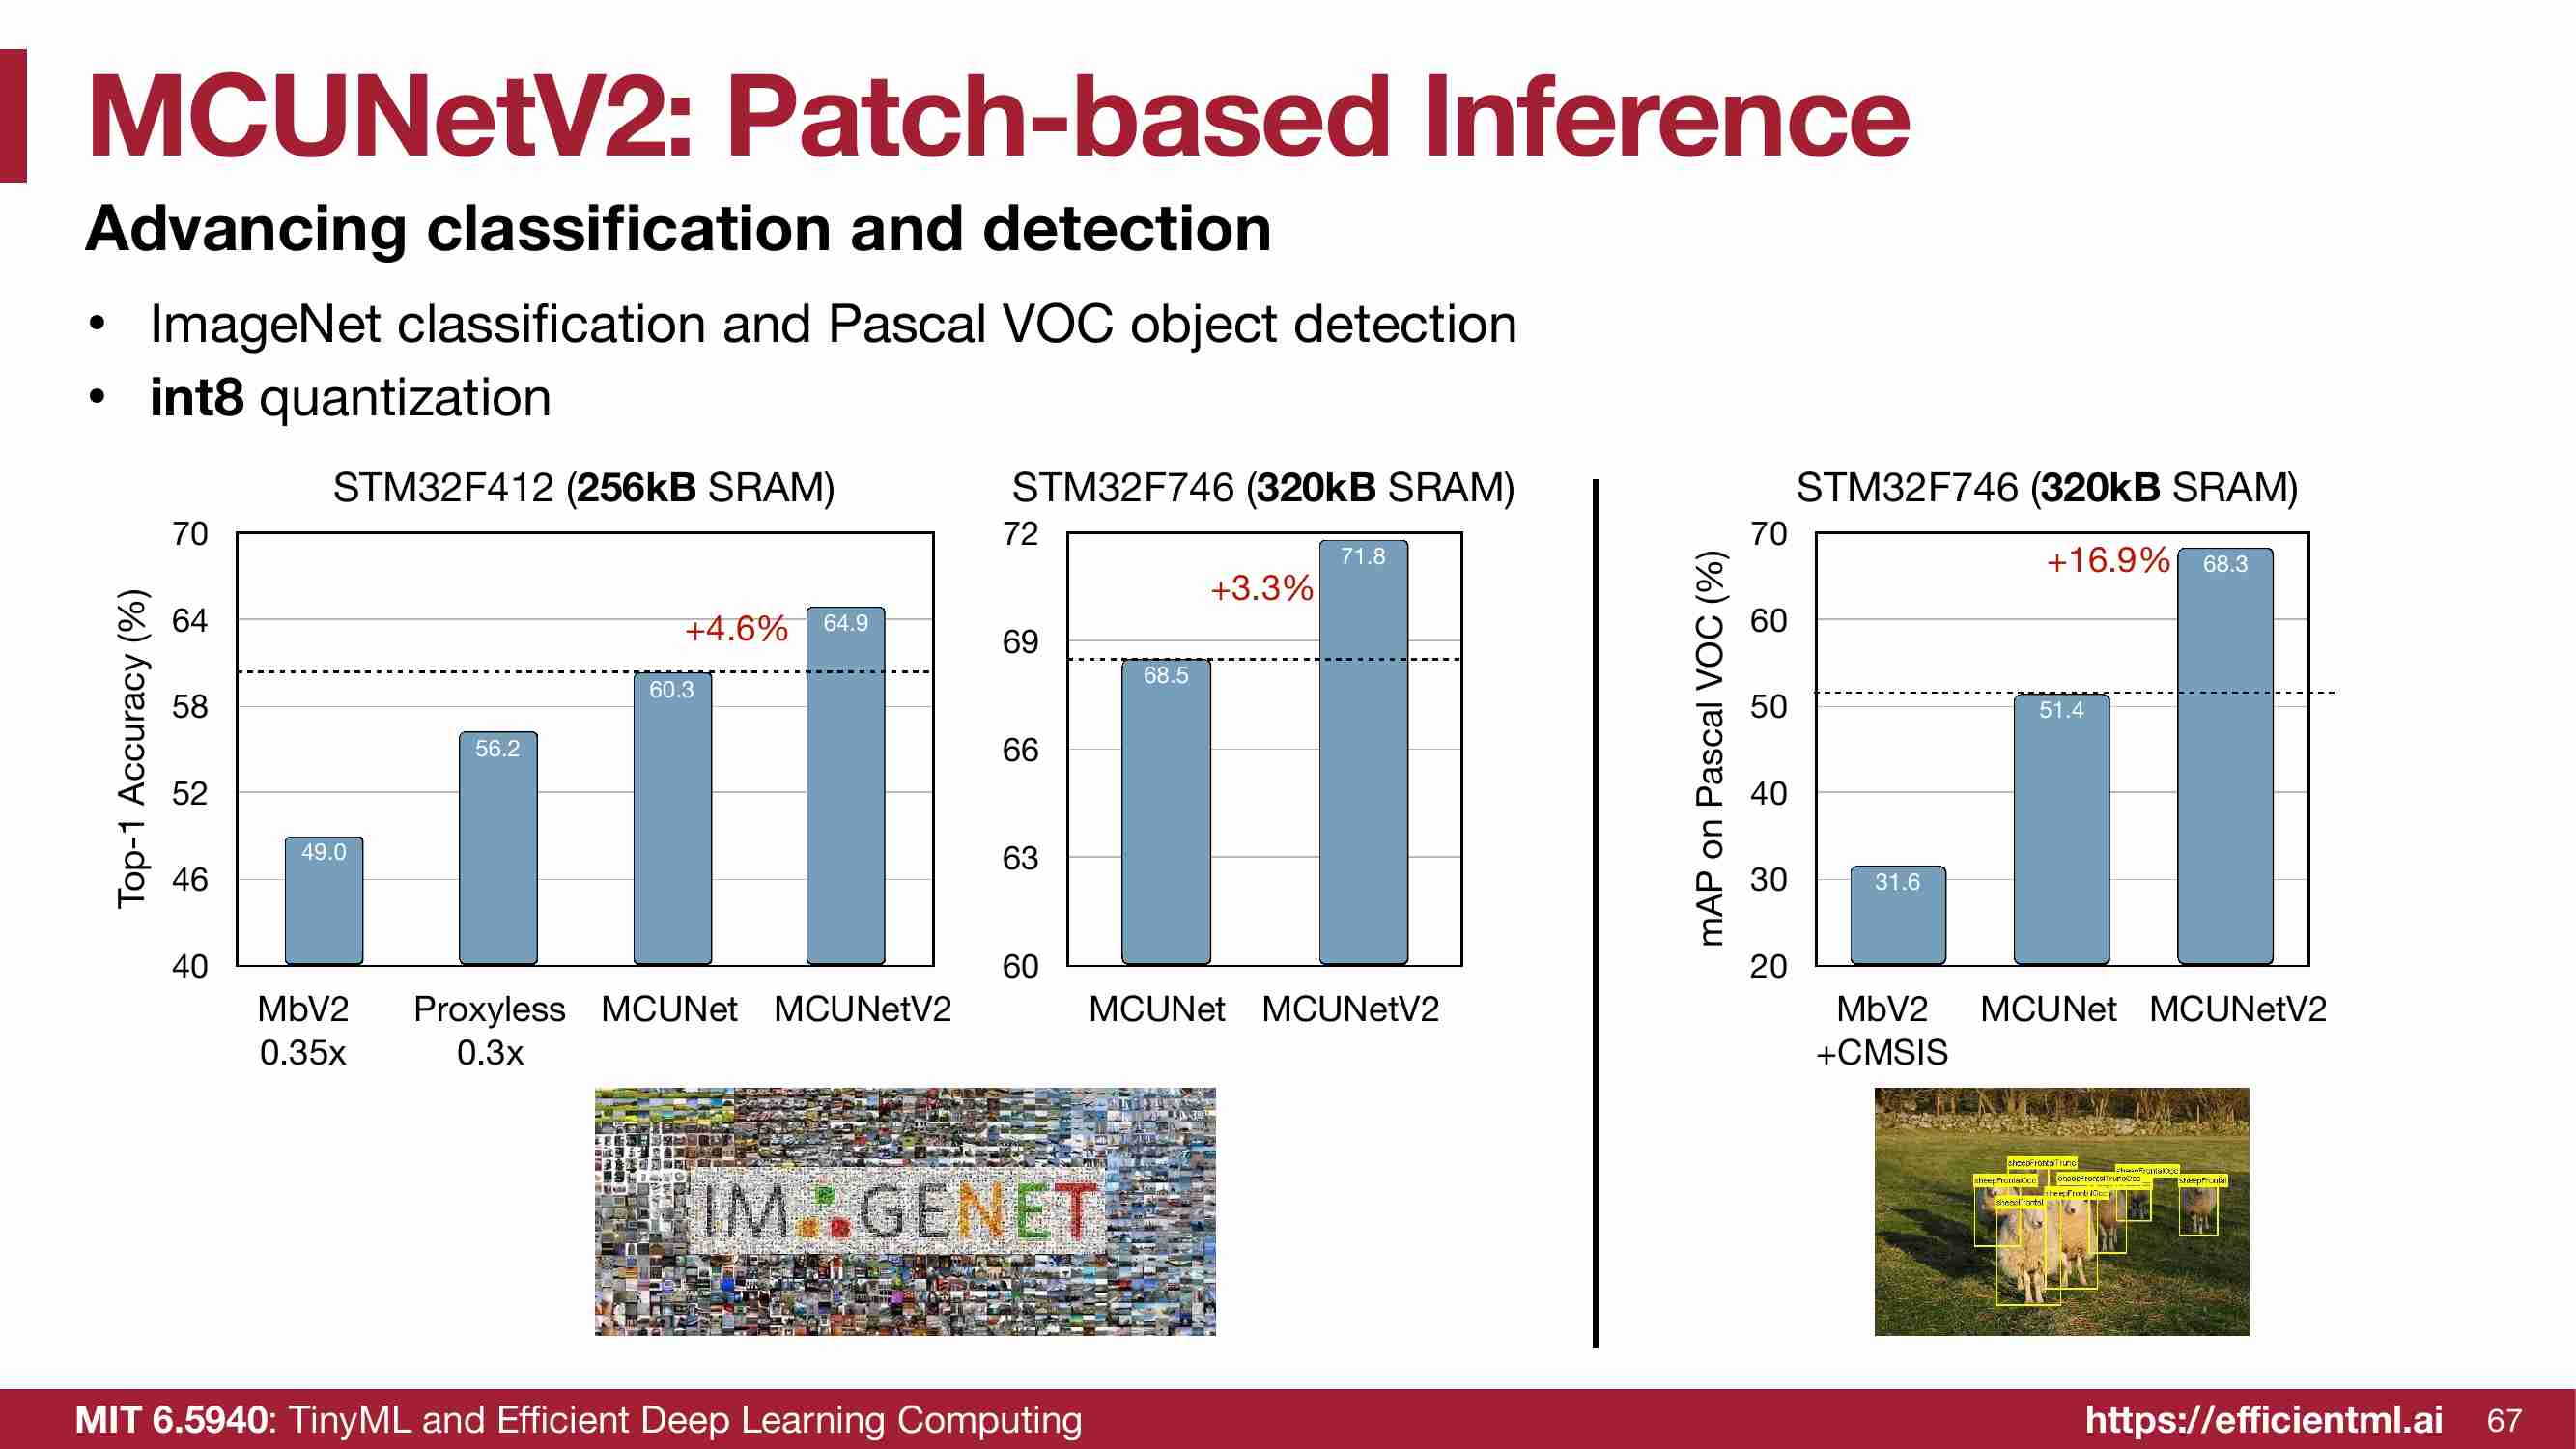 MCUNetV2: Patch-based Inference
Advancing classification and detection
• ImageNet classification and Pascal VOC object detection
• int8 quantization
STM32F412 (256kB SRAM)
Top-1 Accuracy (%)
70
64
58
52
46
40
49.0
56.2
60.3
+4.6%
64.9
MbV2
0.35x
Proxyless
0.3x
MCUNet
MCUNetV2
STM32F746 (320kB SRAM)
72
69
66
63
60
68.5
+3.3%
71.8
MCUNet
MCUNetV2
IMAGENET
STM32F746 (320kB SRAM)
mAP on Pascal VOC (%)
70
60
50
40
30
20
31.6
51.4
+16.9%
68.3
MbV2
+CMSIS
MCUNet
MCUNetV2
sheepFrontalTrunc
sheepFrontalOcc
sheepFrontalOcc
sheepFrontalTruncOcc
sheepFrontal
sheepFrontalOcc
sheepFrontal
MIT 6.5940: TinyML and Efficient Deep Learning Computing
https://efficientml.ai
67